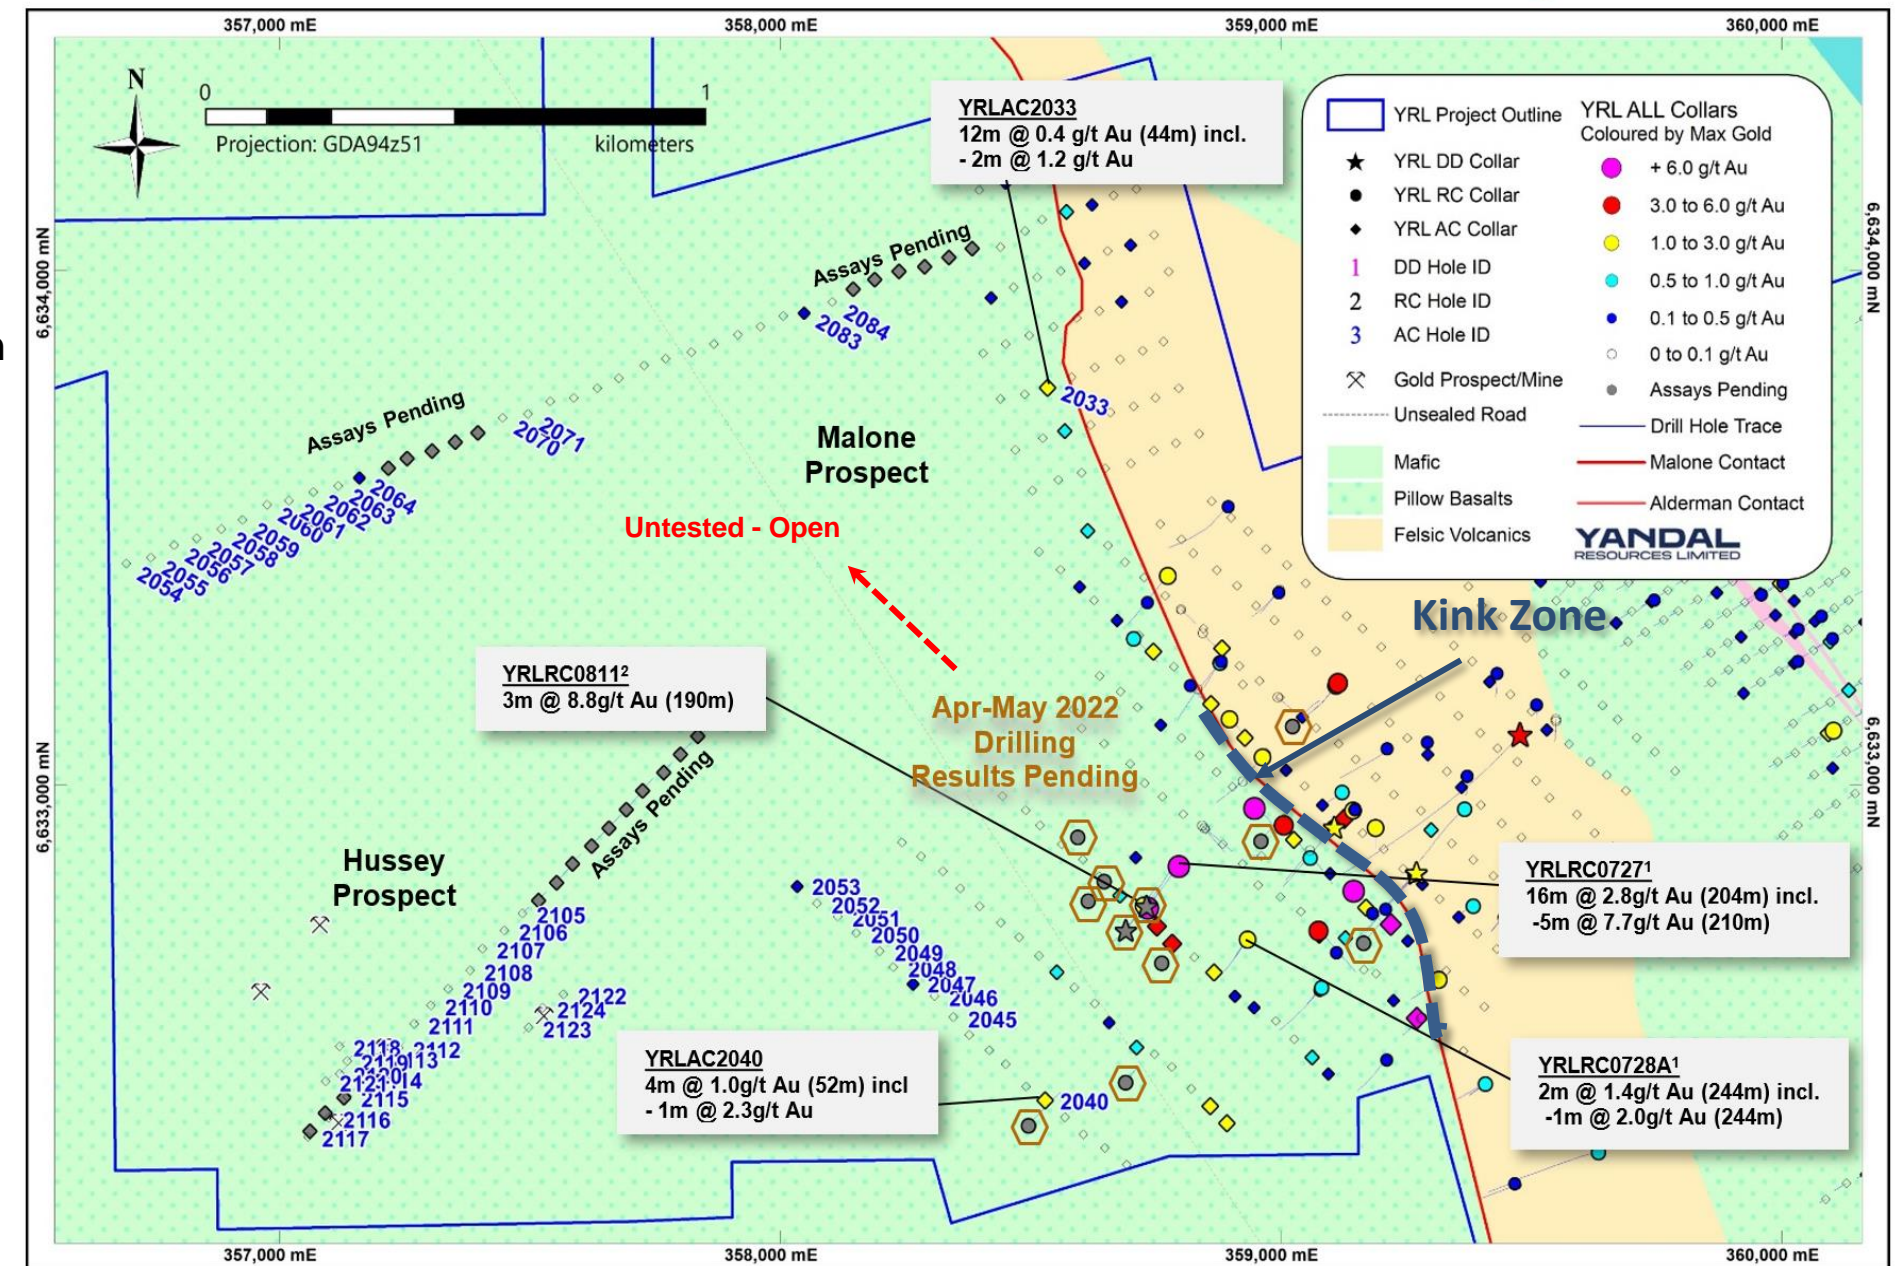 357,000 mE
358,000 mE
359,000 mE
360,000 mE
N
0
1
Projection: GDA94z51
kilometers
YRLAC2033
12m @ 0.4 g/t Au (44m) incl.
- 2m @ 1.2 g/t Au
YRL Project Outline
YRL DD Collar
YRL RC Collar
YRL AC Collar
1 DD Hole ID
2 RC Hole ID
3 AC Hole ID
Gold Prospect/Mine
Unsealed Road
Mafic
Pillow Basalts
Felsic Volcanics
YRL ALL Collars
Coloured by Max Gold
+ 6.0 g/t Au
3.0 to 6.0 g/t Au
1.0 to 3.0 g/t Au
0.5 to 1.0 g/t Au
0.1 to 0.5 g/t Au
0 to 0.1 g/t Au
Assays Pending
Drill Hole Trace
Malone Contact
Alderman Contact
YANDAL
RESOURCES LIMITED
6,634,000 mN
6,634,000 mN
Assays Pending
2084
2083
2033
Assays Pending
2071
2070
Malone
Prospect
2064
2063
2062
2061
2060
2059
2058
2057
2056
2055
2054
Untested - Open
Kink Zone
YRLRC0811²
3m @ 8.8g/t Au (190m)
Apr-May 2022
Drilling
Results Pending
6,633,000 mN
6,633,000 mN
Assays Pending
Hussey
Prospect
YRLRC0727¹
16m @ 2.8g/t Au (204m) incl.
-5m @ 7.7g/t Au (210m)
2053
2052
2051
2050
2049
2048
2047
2046
2045
2105
2106
2107
2108
2109
2110
2111
2112
2122
2124
2123
2118
2115
2116
2117
YRLAC2040
4m @ 1.0g/t Au (52m) incl
- 1m @ 2.3g/t Au
2040
YRLRC0728A¹
2m @ 1.4g/t Au (244m) incl.
-1m @ 2.0g/t Au (244m)
357,000 mE
358,000 mE
359,000 mE
360,000 mE